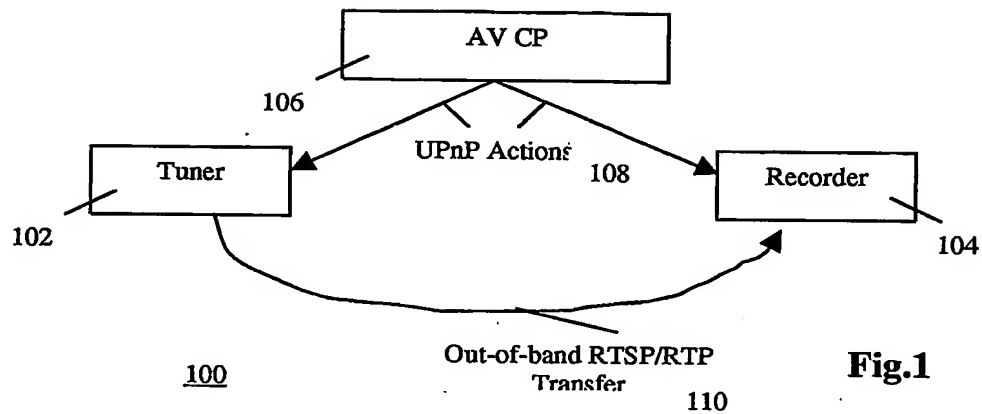 AV CP
106
UPnP Actions
108
Tuner
Recorder
102
104
Out-of-band RTSP/RTP
Transfer
110
100
Fig.1